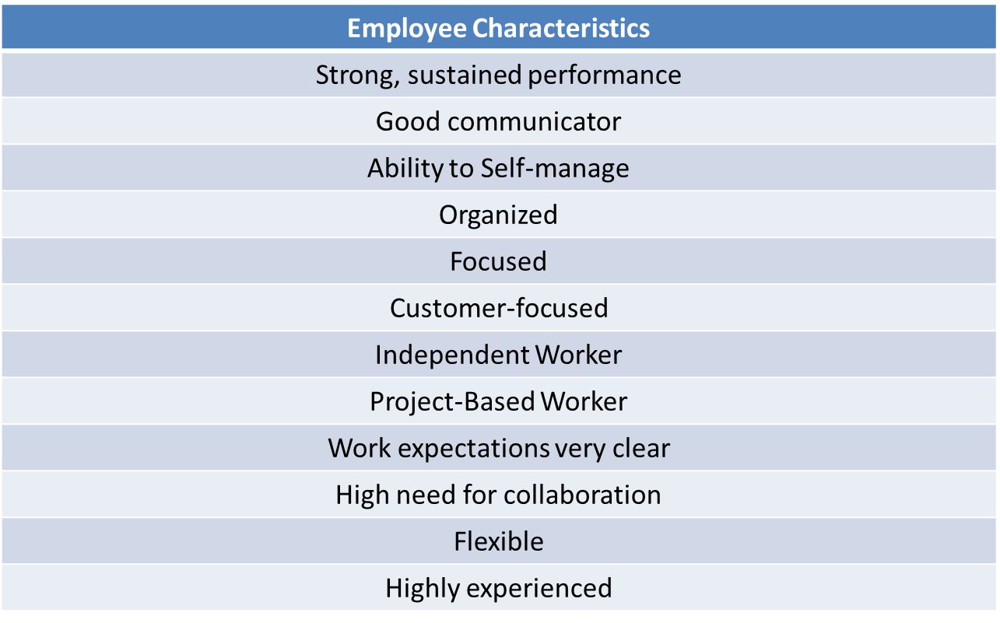 Employee Characteristics
Strong, sustained performance
Good communicator
Ability to Self-manage
Organized
Focused
Customer-focused
Independent Worker
Project-Based Worker
Work expectations very clear
High need for collaboration
Flexible
Highly experienced